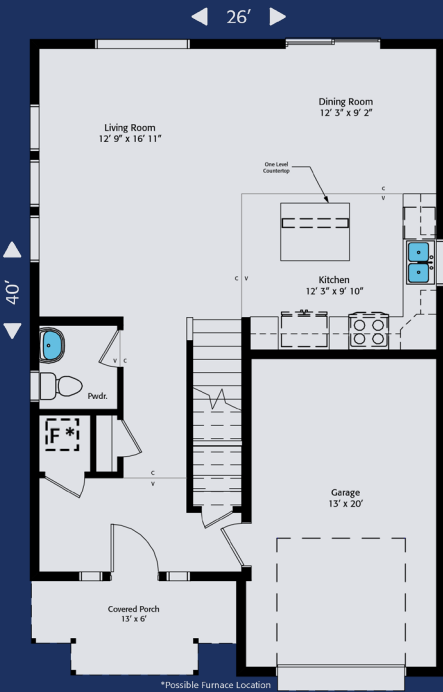 26'
Dining Room
12' 3" x 9' 2"
Living Room
12' 9" x 16' 11"
One Level
Countertop
C
V
C V
40'
Kitchen
12' 3" x 9' 10"
V C
Pwdr.
F *
C
V
Garage
13' x 20'
Covered Porch
13' x 6'
*Possible Furnace Location